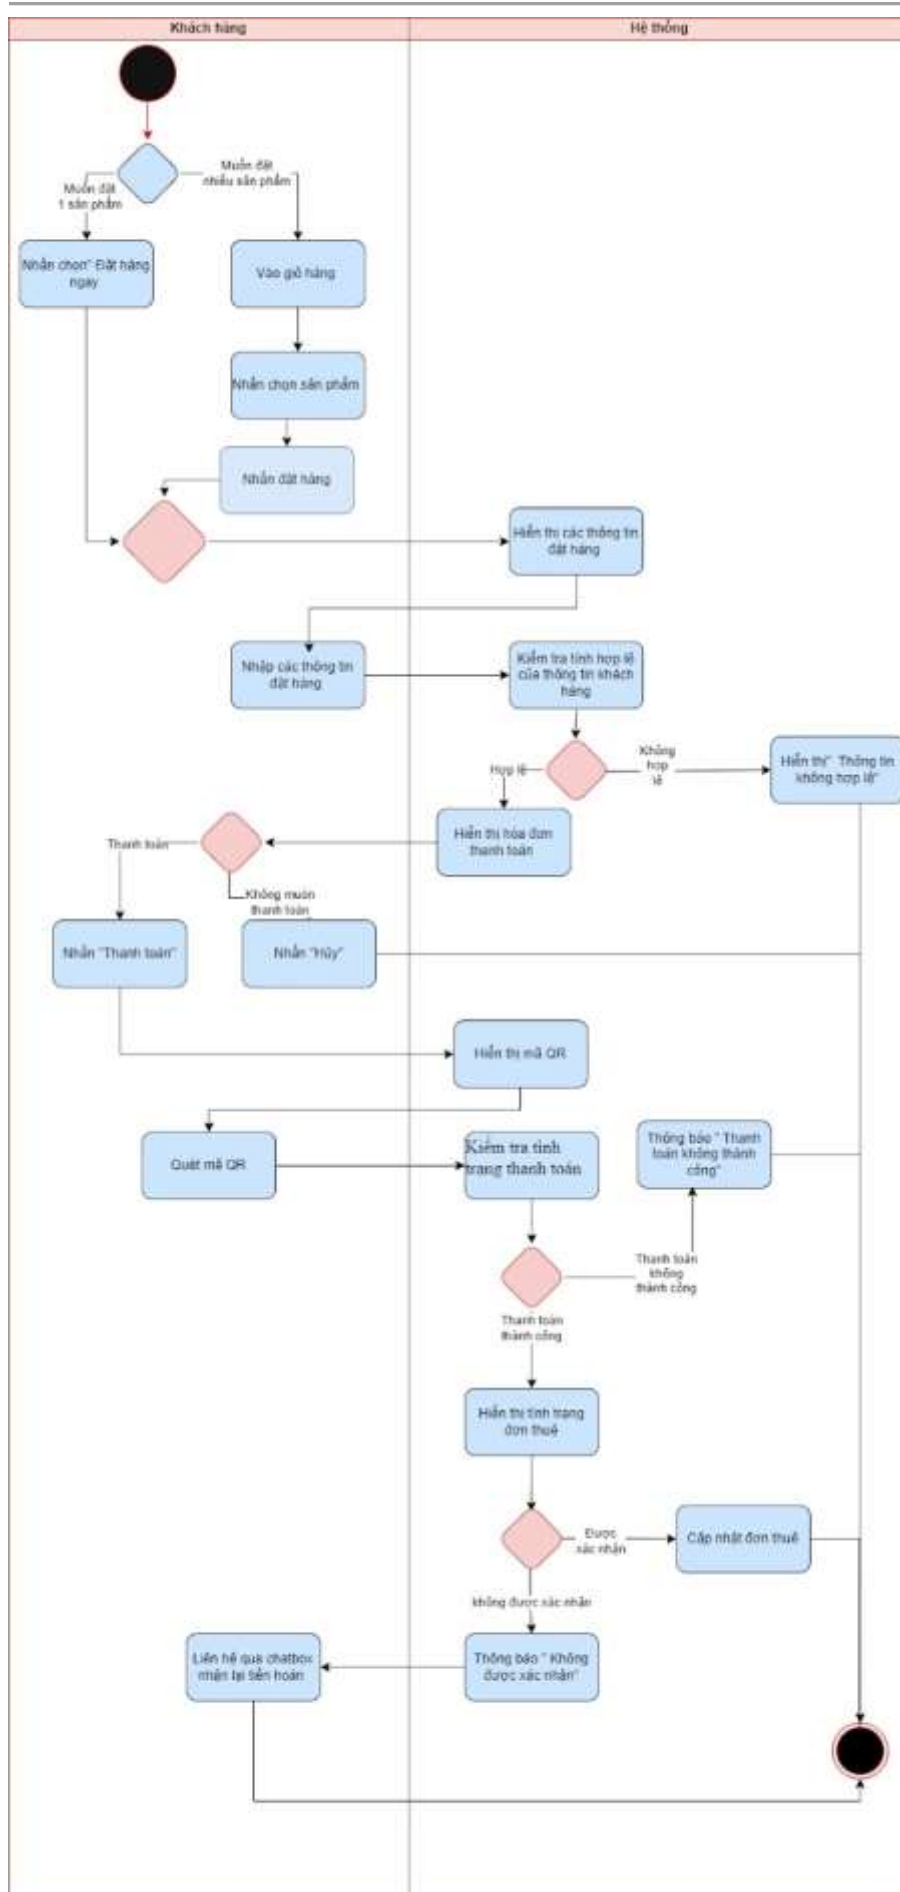 Khách hàng
Hệ thống
Muốn đặt
nhiều sản phẩm
Muốn đặt
1 sản phẩm
Nhấn chọn" Đặt hàng
ngay
Vào giỏ hàng
Nhấn chọn sản phẩm
Nhấn đặt hàng
Hiển thị các thông tin
đặt hàng
Nhập các thông tin
đặt hàng
Kiểm tra tính hợp lệ
của thông tin khách
hàng
Hợp lệ
Không
hợp
lệ
Hiển thị" Thông tin
không hợp lệ"
Hiển thị hóa đơn
thanh toán
Thanh toán
Không muốn
thanh toán
Nhấn "Thanh toán"
Nhấn "Hủy"
Hiển thị mã QR
Quét mã QR
Kiểm tra tình
trạng thanh toán
Thông báo " Thanh
toán không thành
công"
Thanh toán
không
thành công
Thanh toán
thành công
Hiển thị tình trạng
đơn thuê
Được
xác nhận
Cập nhật đơn thuê
không được xác nhận
Liên hệ qua chatbox
nhận lại tiền hoàn
Thông báo " Không
được xác nhận"